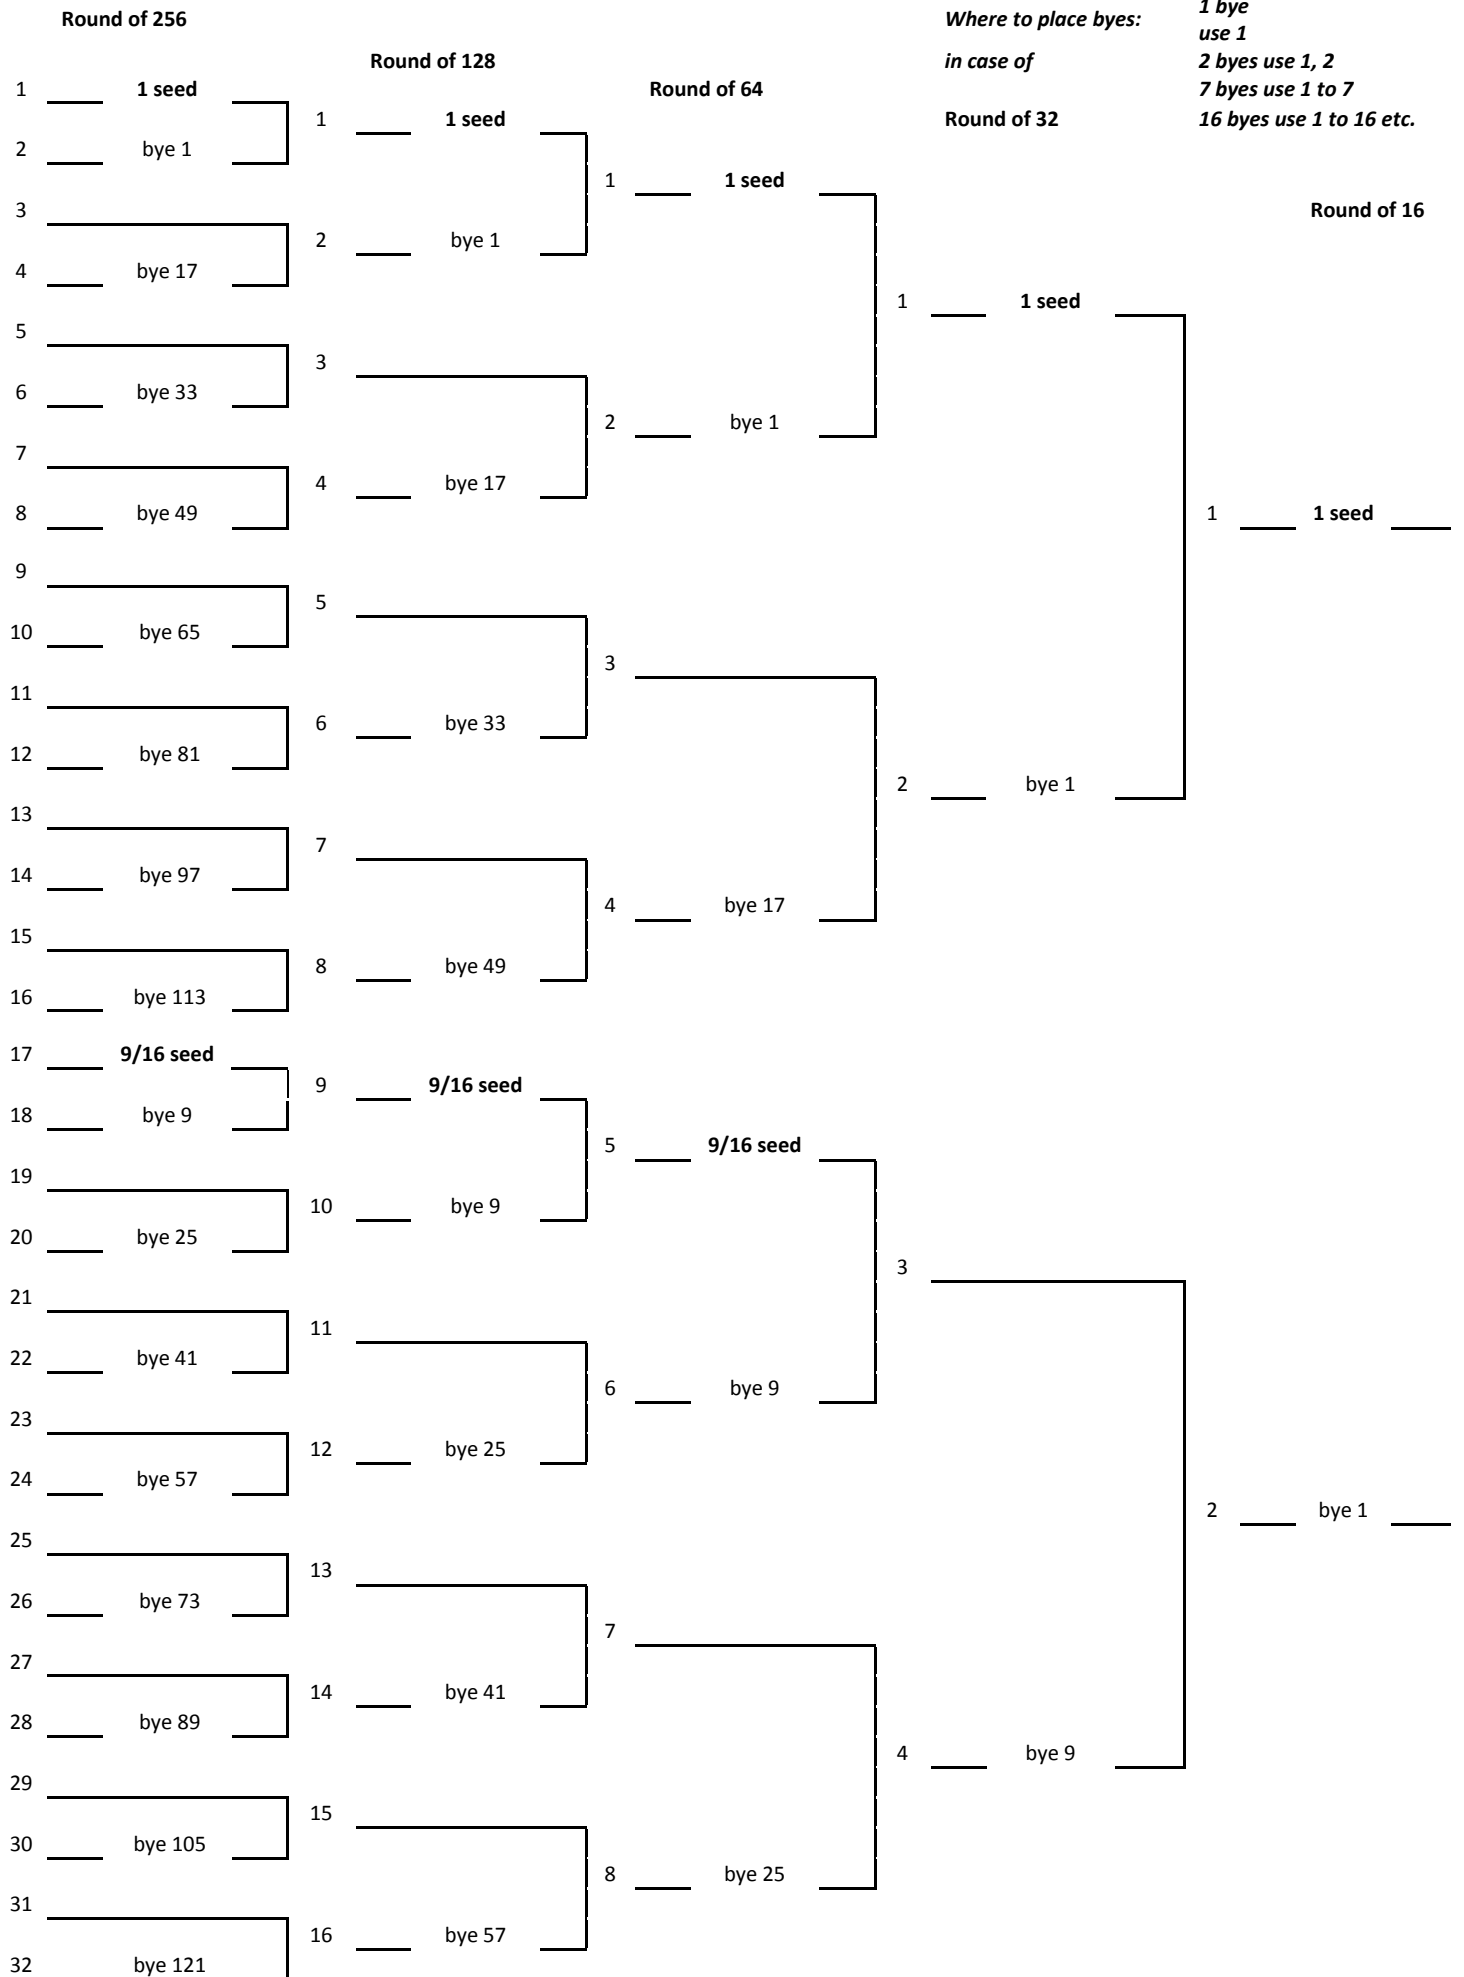 Round of 256
Where to place byes:
1 bye
use 1
Round of 128
in case of
2 byes use 1, 2
1 1 seed
Round of 64
7 byes use 1 to 7
1 1 seed
Round of 32
16 byes use 1 to 16 etc.
2 bye 1
1 1 seed
3
Round of 16
2 bye 1
4 bye 17
1 1 seed
5
3
6 bye 33
2 bye 1
7
4 bye 17
8 bye 49
1 1 seed
9
5
10 bye 65
3
11
6 bye 33
12 bye 81
2 bye 1
13
7
14 bye 97
4 bye 17
15
8 bye 49
16 bye 113
17 9/16 seed
9 9/16 seed
18 bye 9
5 9/16 seed
19
10 bye 9
20 bye 25
3
21
11
22 bye 41
6 bye 9
23
12 bye 25
24 bye 57
2 bye 1
25
13
26 bye 73
7
27
14 bye 41
28 bye 89
4 bye 9
29
15
30 bye 105
8 bye 25
31
16 bye 57
32 bye 121